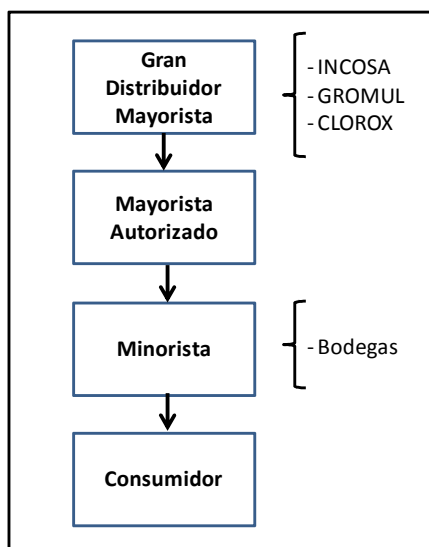 Gran
Distribuidor
Mayorista
- INCOSA
- GROMUL
- CLOROX
Mayorista
Autorizado
Minorista
- Bodegas
Consumidor